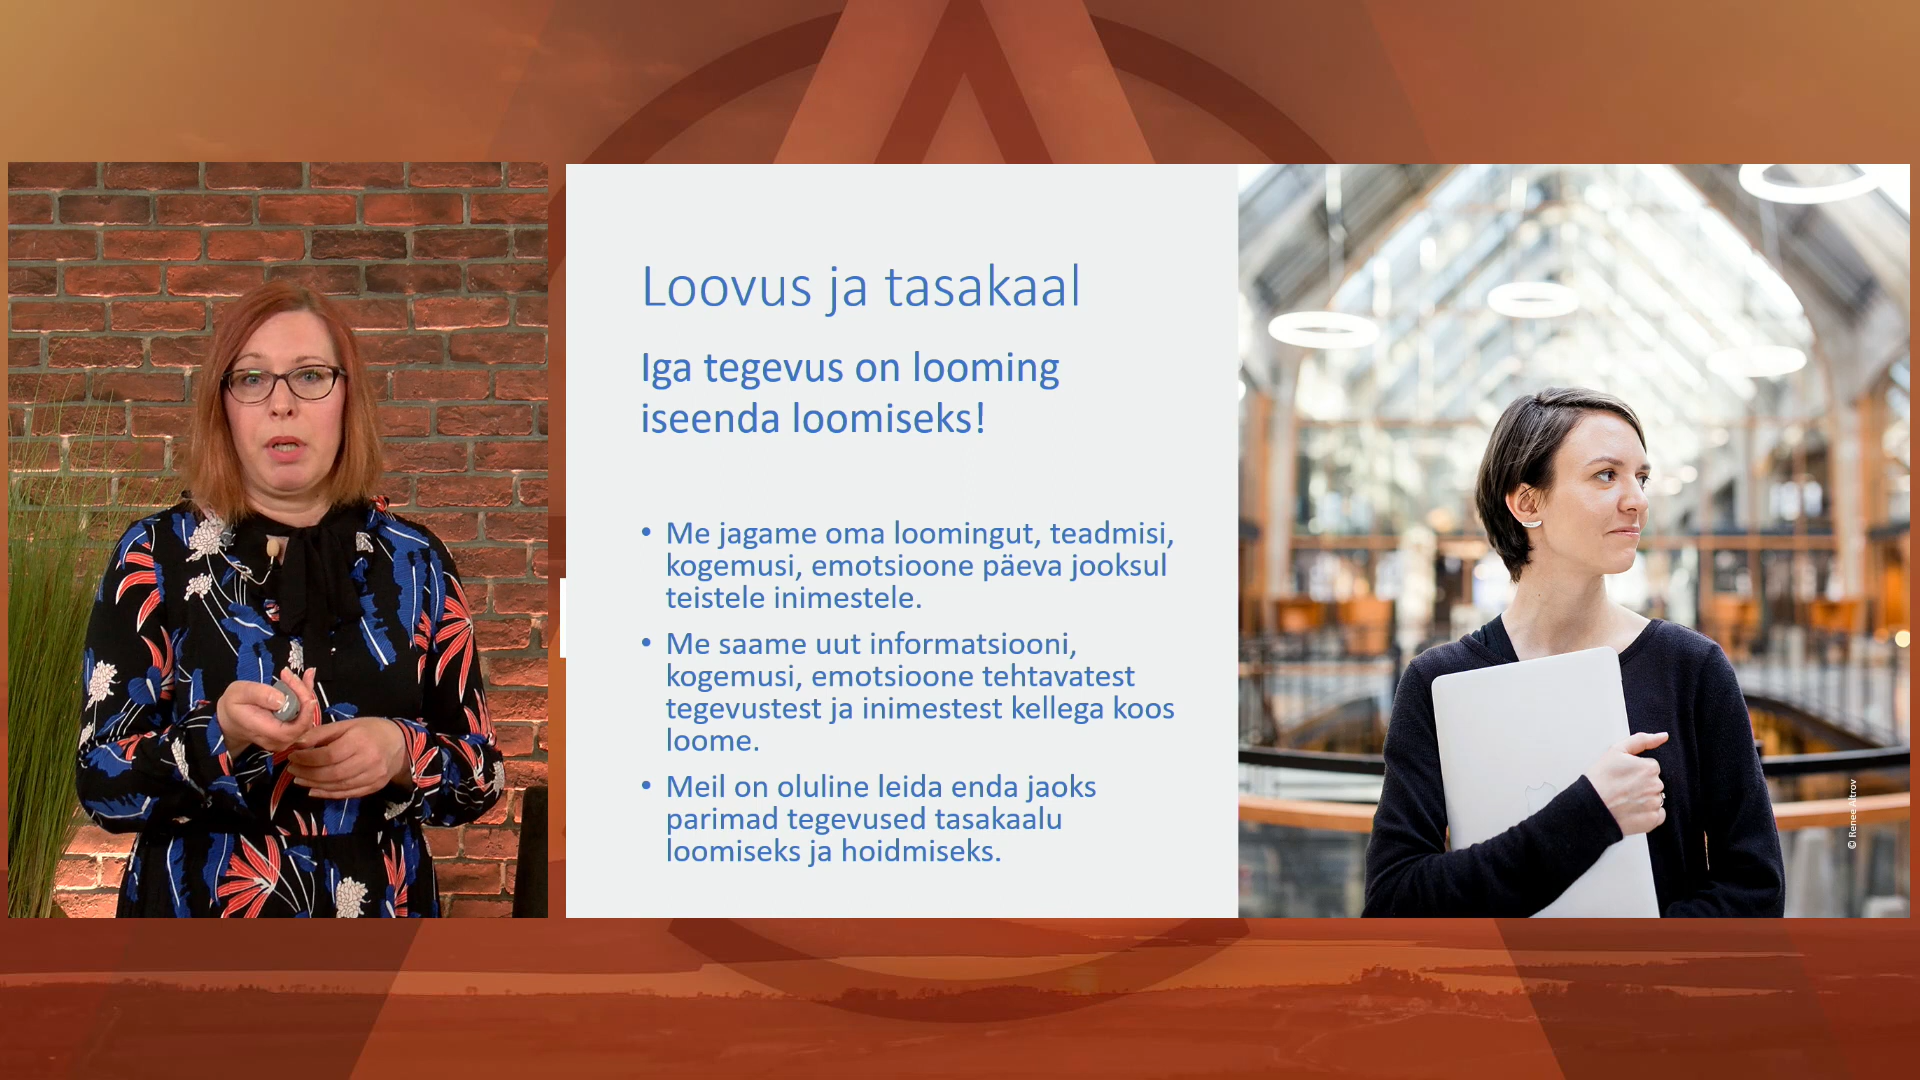 Loovus ja tasakaal
Iga tegevus on looming
iseenda loomiseks!
• Me jagame oma loomingut, teadmisi,
kogemusi, emotsioone päeva jooksul
teistele inimestele.
• Me saame uut informatsiooni,
kogemusi, emotsioone tehtavatest
tegevustest ja inimestest kellega koos
loome.
• Meil on oluline leida enda jaoks
parimad tegevused tasakaalu
loomiseks ja hoidmiseks.
© Renee Altrov